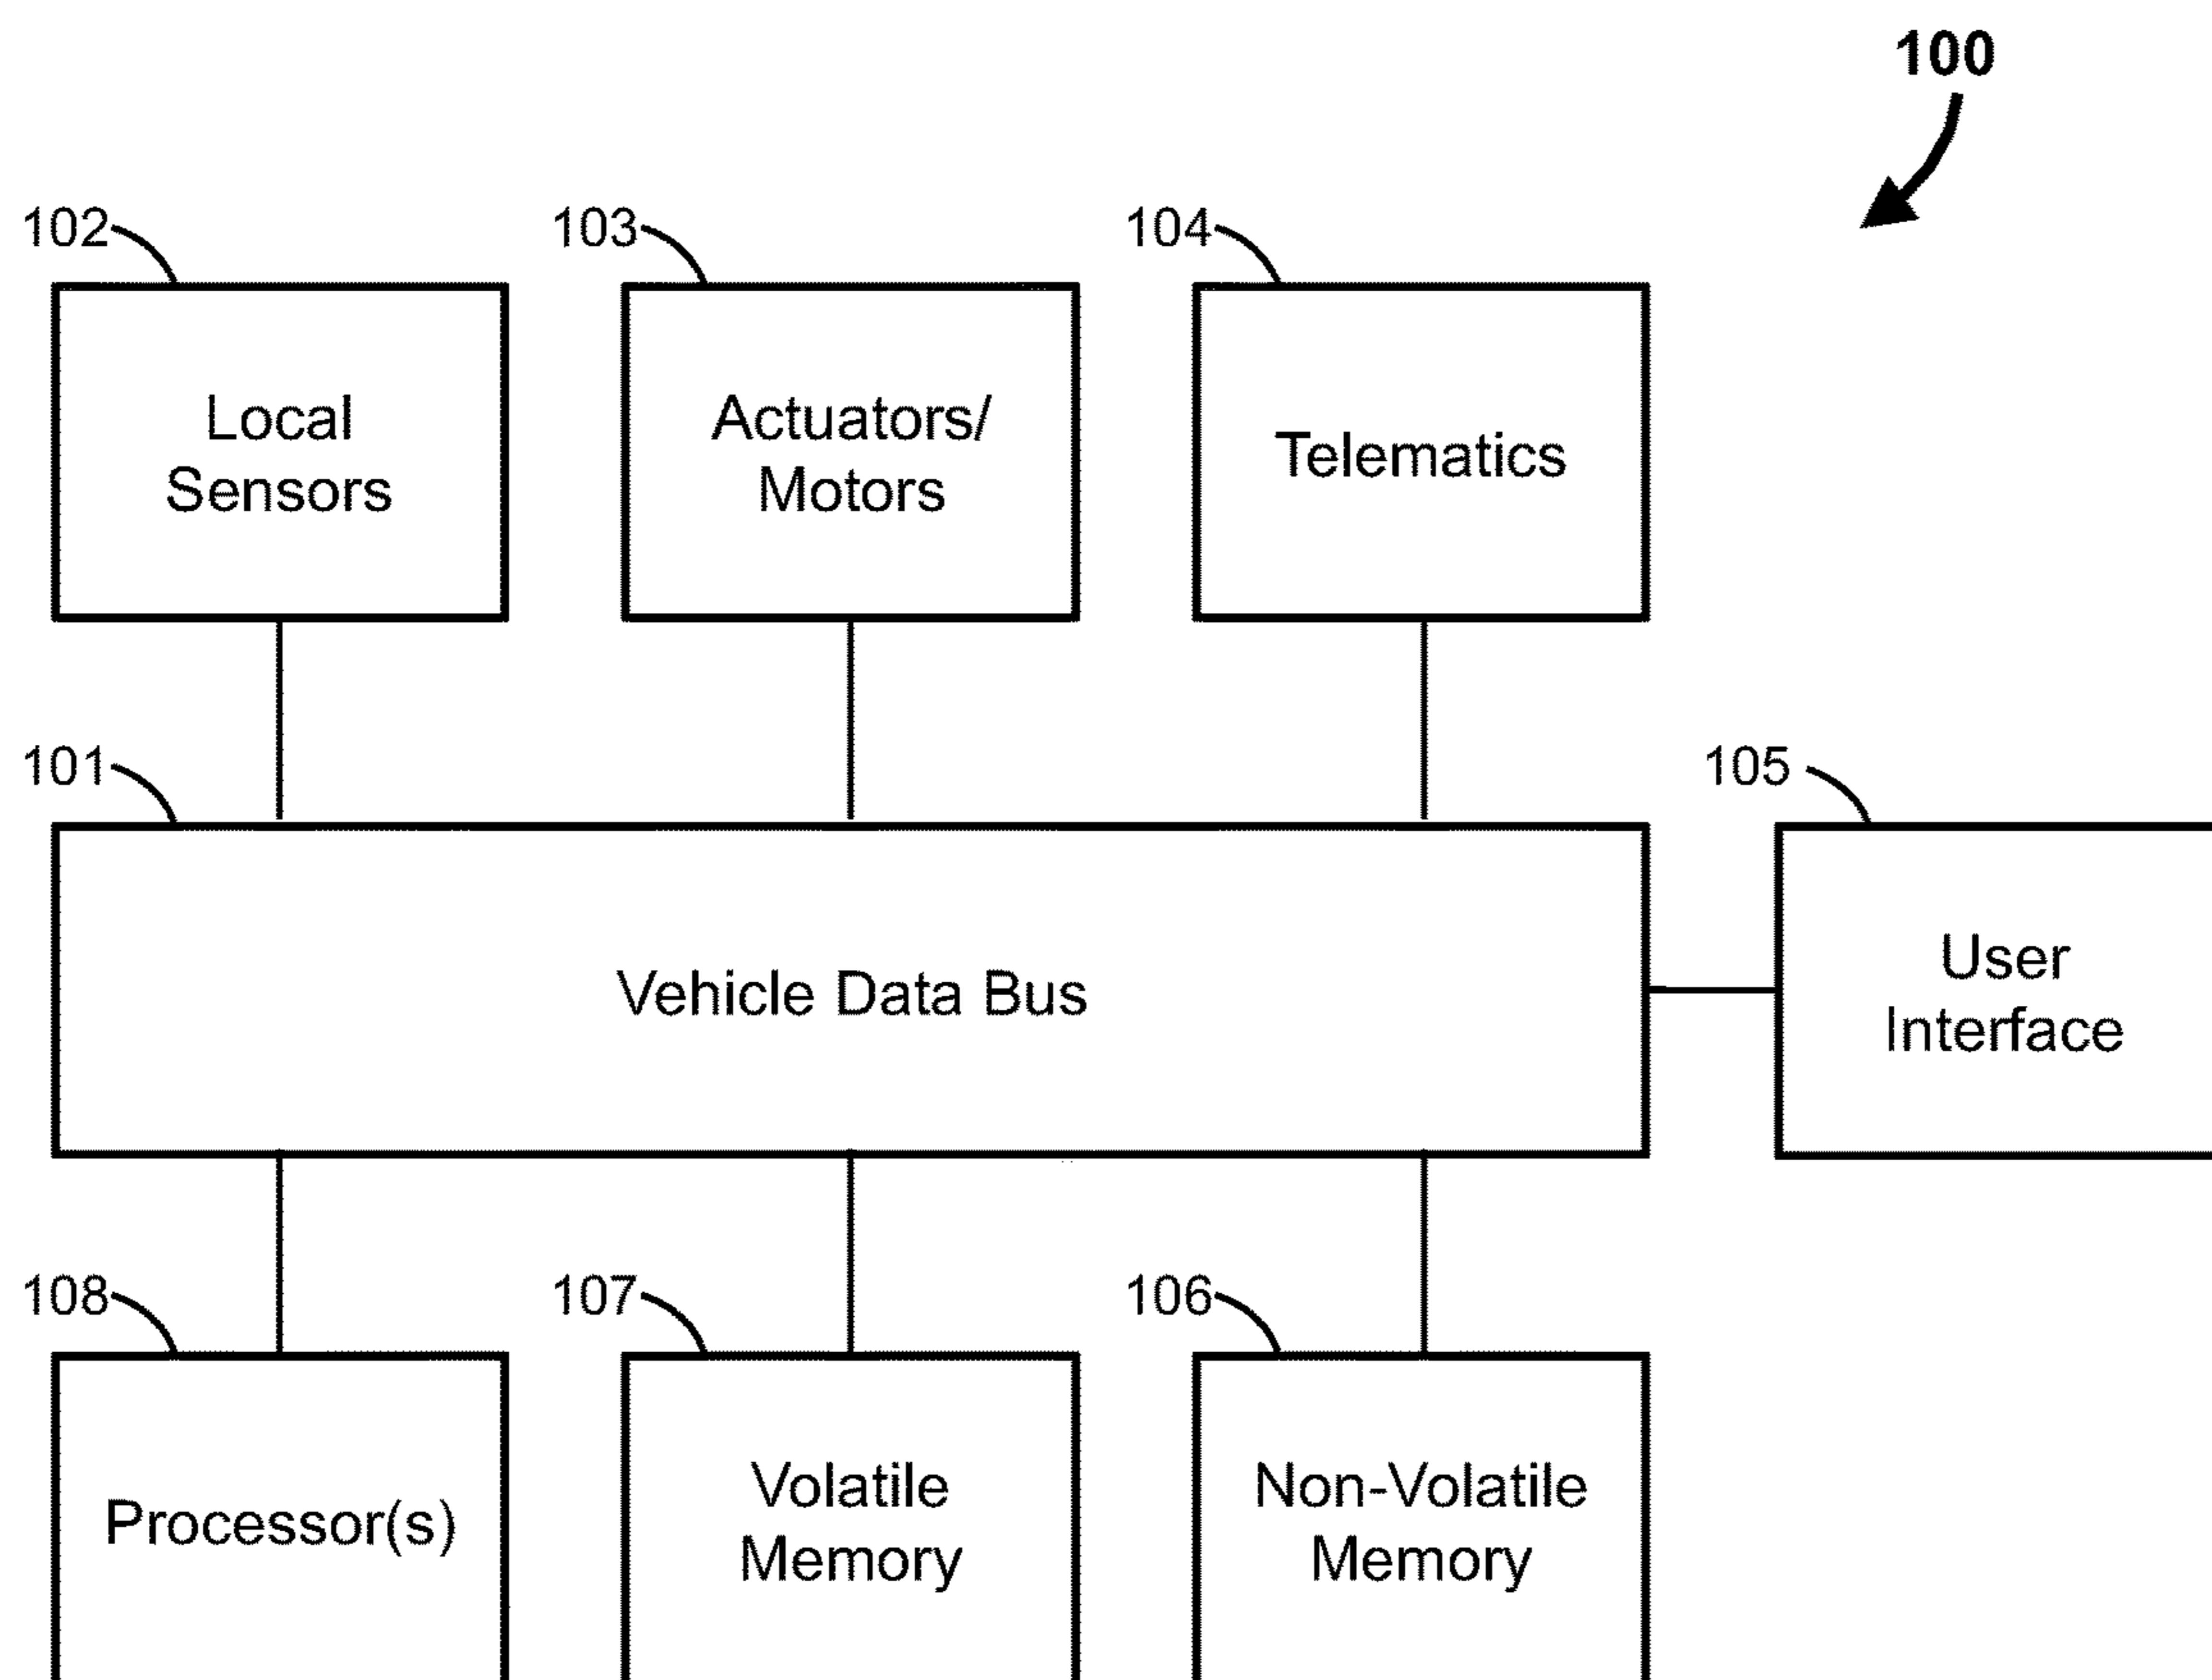 100
102
103
104
Local
Sensors
Actuators/
Motors
Telematics
101
105
Vehicle Data Bus
User
Interface
108
107
106
Processor(s)
Volatile
Memory
Non-Volatile
Memory